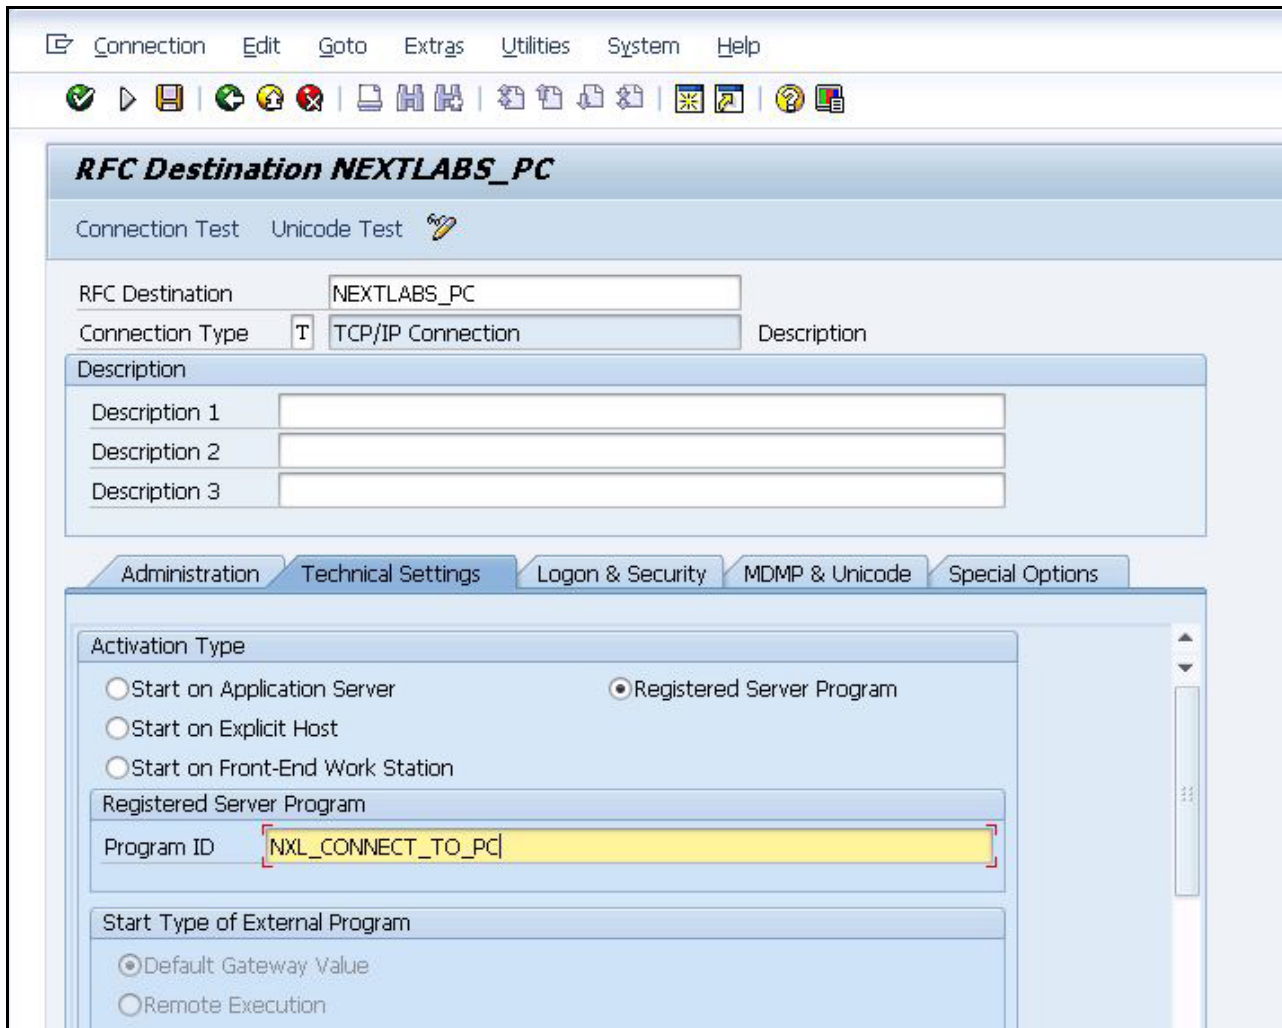 Connection Edit Goto Extras Utilities System Help
RFC Destination NEXTLABS_PC
Connection Test Unicode Test
RFC Destination NEXTLABS_PC
Connection Type T TCP/IP Connection Description
Description
Description 1
Description 2
Description 3
Administration Technical Settings Logon & Security MDMP & Unicode Special Options
Activation Type
Start on Application Server Registered Server Program
Start on Explicit Host
Start on Front-End Work Station
Registered Server Program
Program ID NXL_CONNECT_TO_PC
Start Type of External Program
Default Gateway Value
Remote Execution